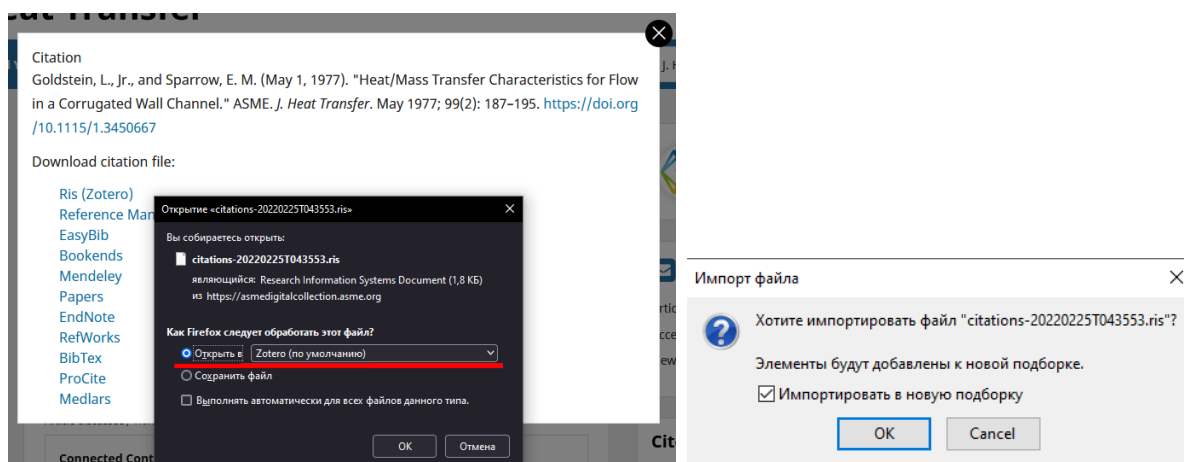 eat Transfer
Citation
Goldstein, L., Jr., and Sparrow, E. M. (May 1, 1977). "Heat/Mass Transfer Characteristics for Flow
in a Corrugated Wall Channel." ASME. J. Heat Transfer. May 1977; 99(2): 187–195. https://doi.org
/10.1115/1.3450667
Download citation file:
Ris (Zotero)
Reference Man
EasyBib
Bookends
Mendeley
Papers
EndNote
RefWorks
BibTex
ProCite
Medlars
Connected Cont
Cit
Открытие «citations-20220225T043553.ris»
Вы собираетесь открыть:
citations-20220225T043553.ris
являющийся: Research Information Systems Document (1,8 КБ)
из https://asmedigitalcollection.asme.org
Как Firefox следует обработать этот файл?
Открыть в Zotero (по умолчанию)
Сохранить файл
Выполнять автоматически для всех файлов данного типа.
ОК Отмена
Импорт файла
Хотите импортировать файл "citations-20220225T043553.ris"?
Элементы будут добавлены к новой подборке.
Импортировать в новую подборку
OK Cancel